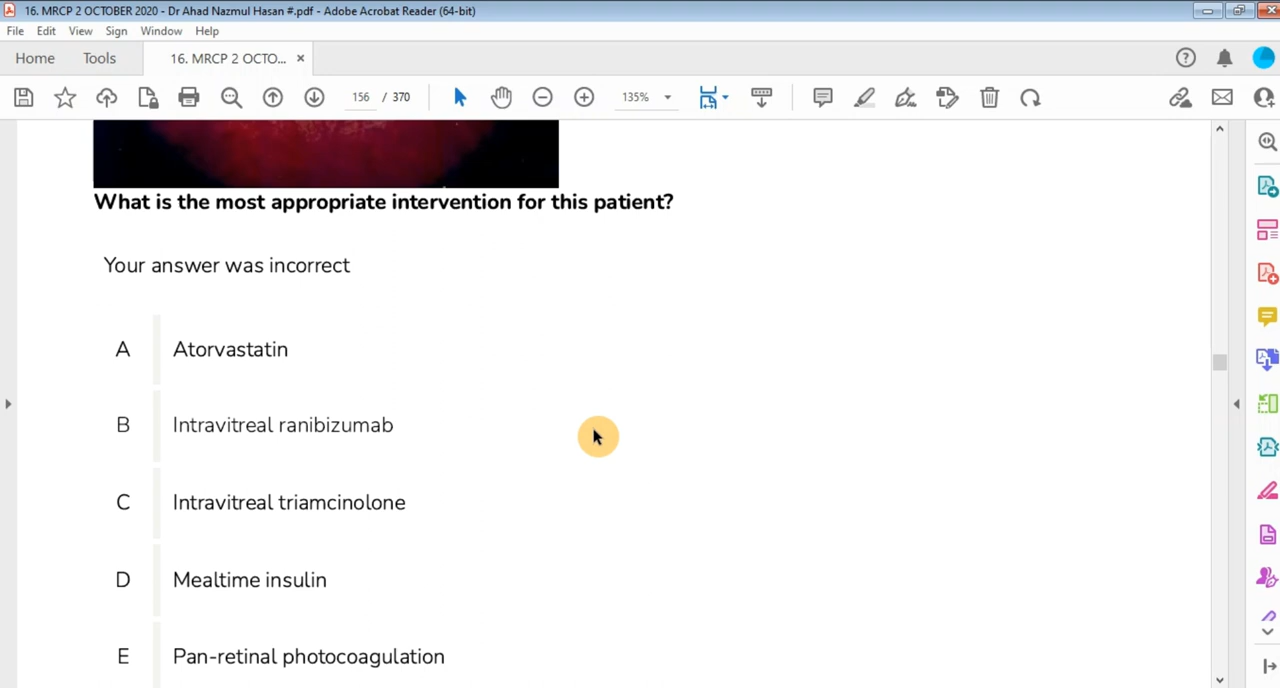 16. MRCP 2 OCTOBER 2020 - Dr Ahad Nazmul Hasan #.pdf - Adobe Acrobat Reader (64-bit)
File Edit View Sign Window Help
Home Tools 16. MRCP 2 OCTO... ×
156 / 370 135%
What is the most appropriate intervention for this patient?
Your answer was incorrect
A Atorvastatin
B Intravitreal ranibizumab
C Intravitreal triamcinolone
D Mealtime insulin
E Pan-retinal photocoagulation